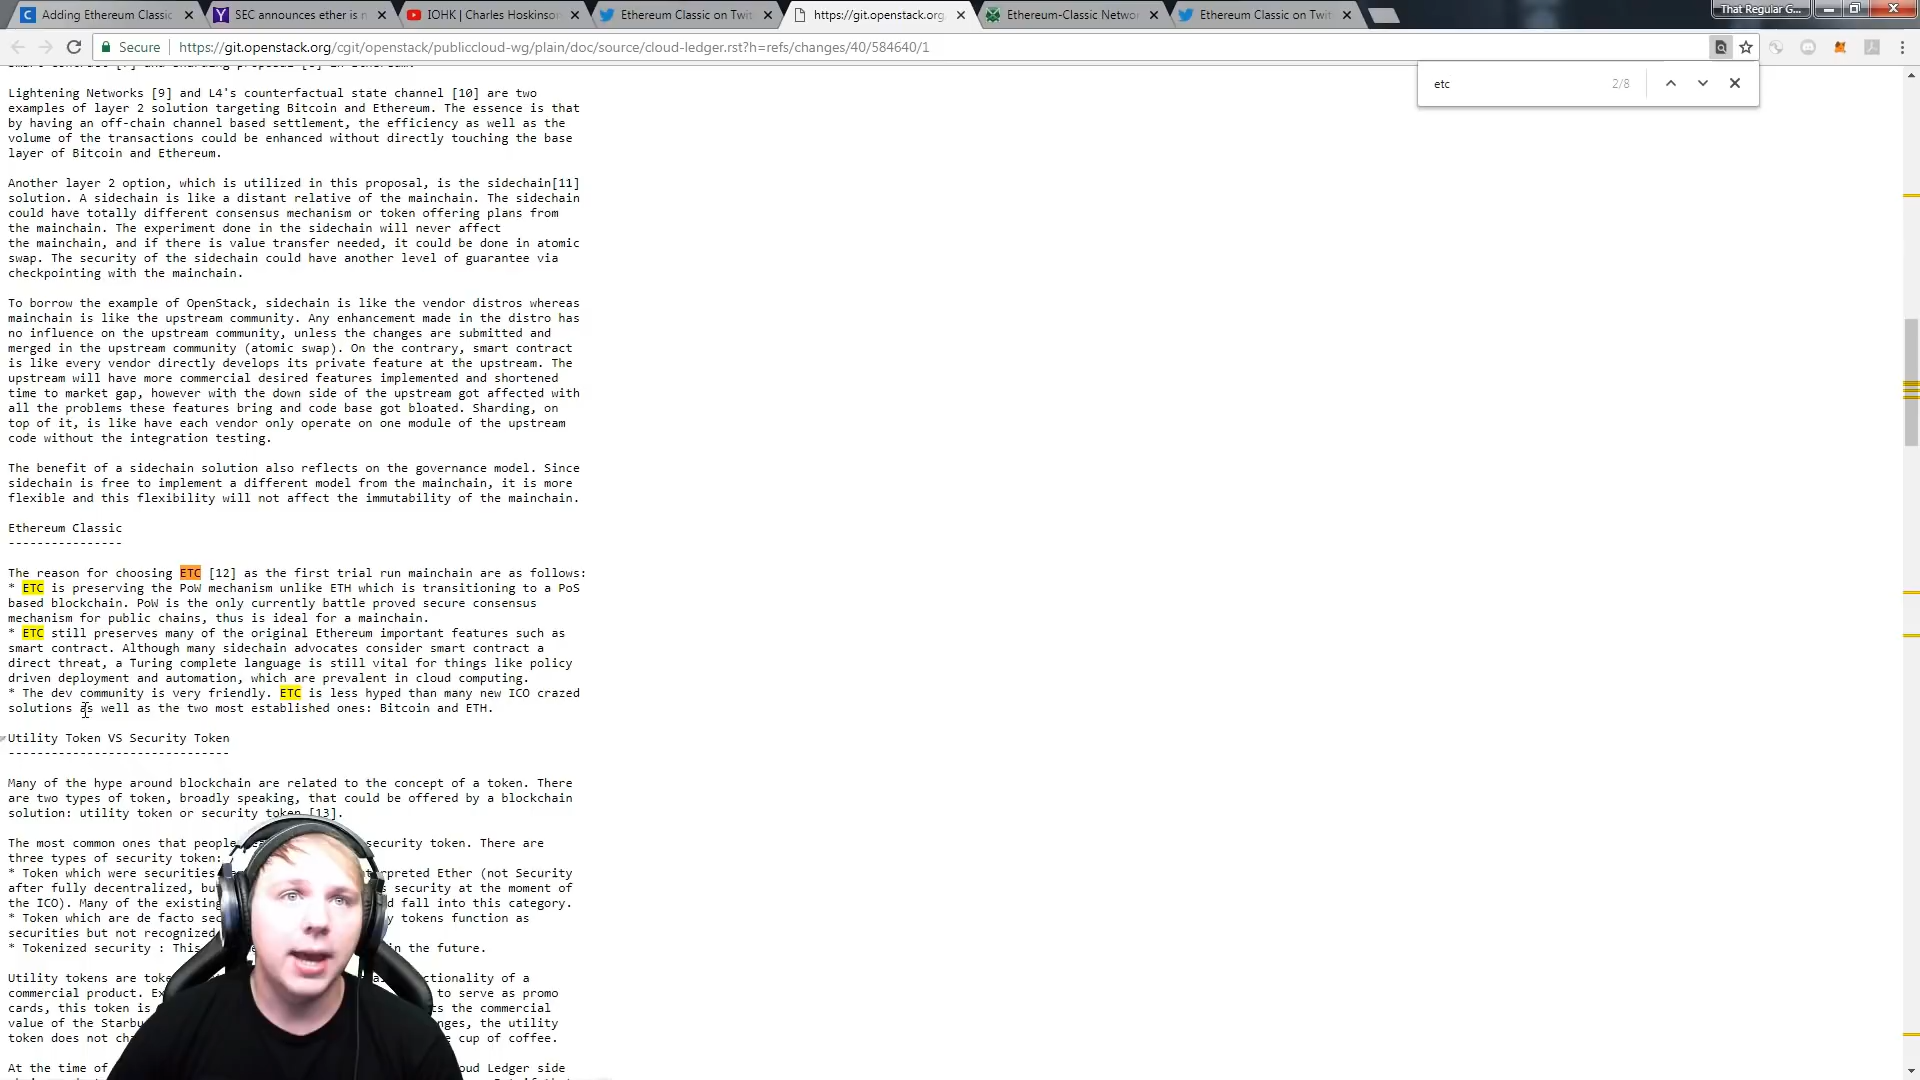 Adding Ethereum Classic
SEC announces ether is n
IOHK | Charles Hoskinson
Ethereum Classic on Twit
https://git.openstack.org
Ethereum-Classic Netwo
Ethereum Classic on Twit
That Regular G...
Secure
https://git.openstack.org/cgit/openstack/publiccloud-wg/plain/doc/source/cloud-ledger.rst?h=refs/changes/40/584640/1
etc
2/8
Lightening Networks [9] and L4's counterfactual state channel [10] are two
examples of layer 2 solution targeting Bitcoin and Ethereum. The essence is that
by having an off-chain channel based settlement, the efficiency as well as the
volume of the transactions could be enhanced without directly touching the base
layer of Bitcoin and Ethereum.
Another layer 2 option, which is utilized in this proposal, is the sidechain[11]
solution. A sidechain is like a distant relative of the mainchain. The sidechain
could have totally different consensus mechanism or token offering plans from
the mainchain. The experiment done in the sidechain will never affect
the mainchain, and if there is value transfer needed, it could be done in atomic
swap. The security of the sidechain could have another level of guarantee via
checkpointing with the mainchain.
To borrow the example of OpenStack, sidechain is like the vendor distros whereas
mainchain is like the upstream community. Any enhancement made in the distro has
no influence on the upstream community, unless the changes are submitted and
merged in the upstream community (atomic swap). On the contrary, smart contract
is like every vendor directly develops its private feature at the upstream. The
upstream will have more commercial desired features implemented and shortened
time to market gap, however with the down side of the upstream got affected with
all the problems these features bring and code base got bloated. Sharding, on
top of it, is like have each vendor only operate on one module of the upstream
code without the integration testing.
The benefit of a sidechain solution also reflects on the governance model. Since
sidechain is free to implement a different model from the mainchain, it is more
flexible and this flexibility will not affect the immutability of the mainchain.
Ethereum Classic
----------------
The reason for choosing ETC [12] as the first trial run mainchain are as follows:
* ETC is preserving the PoW mechanism unlike ETH which is transitioning to a PoS
based blockchain. PoW is the only currently battle proved secure consensus
mechanism for public chains, thus is ideal for a mainchain.
* ETC still preserves many of the original Ethereum important features such as
smart contract. Although many sidechain advocates consider smart contract a
direct threat, a Turing complete language is still vital for things like policy
driven deployment and automation, which are prevalent in cloud computing.
* The dev community is very friendly. ETC is less hyped than many new ICO crazed
solutions as well as the two most established ones: Bitcoin and ETH.
Utility Token VS Security Token
-------------------------------
Many of the hype around blockchain are related to the concept of a token. There
are two types of token, broadly speaking, that could be offered by a blockchain
solution: utility token or security token [13].
The most common ones that people security token. There are
three types of security token:
* Token which were securities rpreted Ether (not Security
after fully decentralized, bu security at the moment of
the ICO). Many of the existing d fall into this category.
* Token which are de facto sec y tokens function as
securities but not recognized
* Tokenized security : This in the future.
Utility tokens are toke ctionality of a
commercial product. Ex to serve as promo
cards, this token is ts the commercial
value of the Starbu nges, the utility
token does not cha cup of coffee.
At the time of oud Ledger side